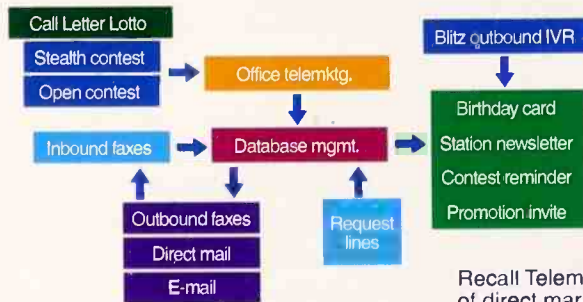 Call Letter Lotto
Stealth contest
Open contest
Office telemktg.
Blitz outbound IVR
Birthday card
Station newsletter
Contest reminder
Promotion invite
Inbound faxes
Database mgmt.
Outbound faxes
Direct mail
E-mail
Request
lines
Recall Telem
of direct mar